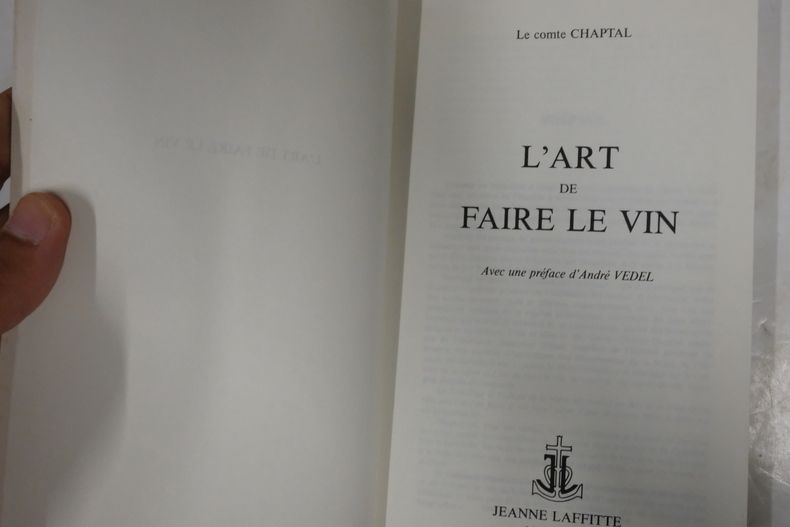 Le comte CHAPTAL
L'ART
DE
FAIRE LE VIN
Avec une préface d'André VEDEL
JEANNE LAFFITTE